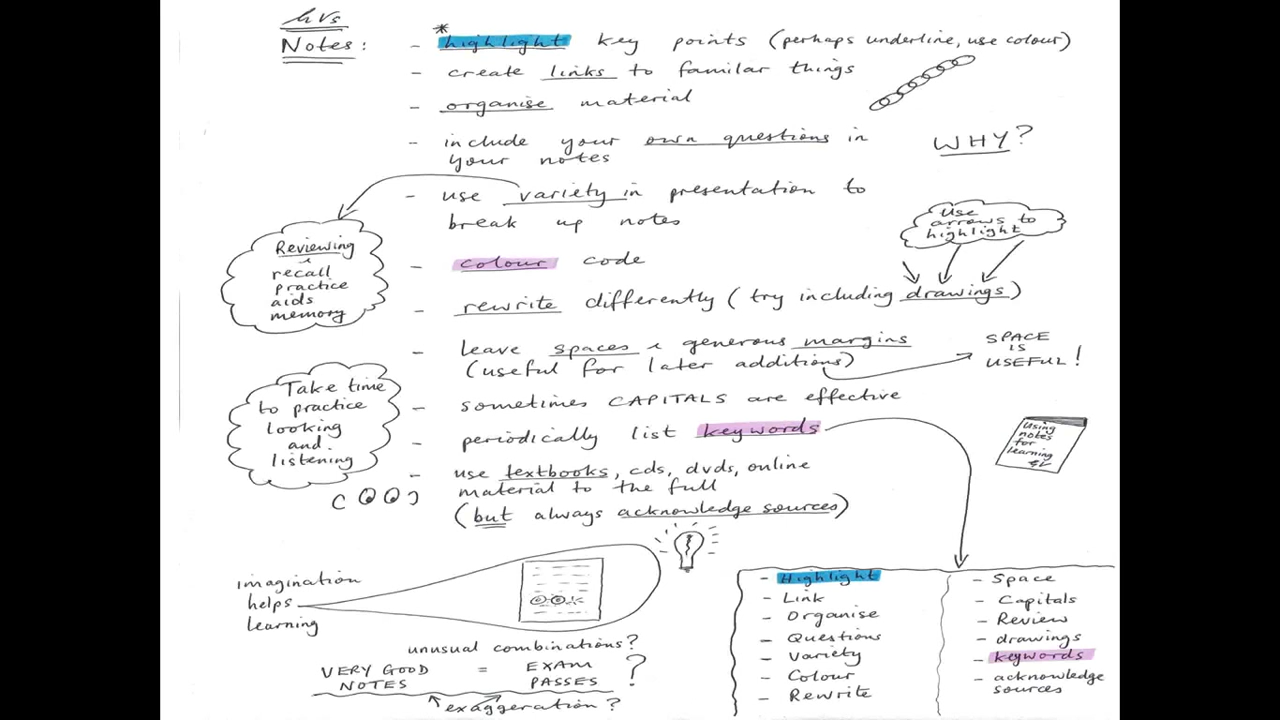 hVs
Notes:
- * highlight key points (perhaps underline, use colour)
- create links to familar things
- organise material
- include your own questions in
your notes
WHY?
- use variety in presentation to
break up notes
Use
arrows to
highlight
Reviewing
&
recall
practice
aids
memory
- colour code
- rewrite differently (try including drawings)
- leave spaces & generous margins
(useful for later additions)
SPACE
IS
USEFUL!
Take time
to practice
looking
and
listening
- sometimes CAPITALS are effective
- periodically list keywords
Using
notes
for
learning
- use textbooks, cds, dvds, online
material to the full
(but always acknowledge sources)
imagination
helps
learning
unusual combinations?
VERY GOOD = EXAM
NOTES PASSES ?
exaggeration?
- Highlight
- Link
- Organise
- Questions
- Variety
- Colour
- Rewrite
- Space
- Capitals
- Review
- drawings
- keywords
- acknowledge
sources